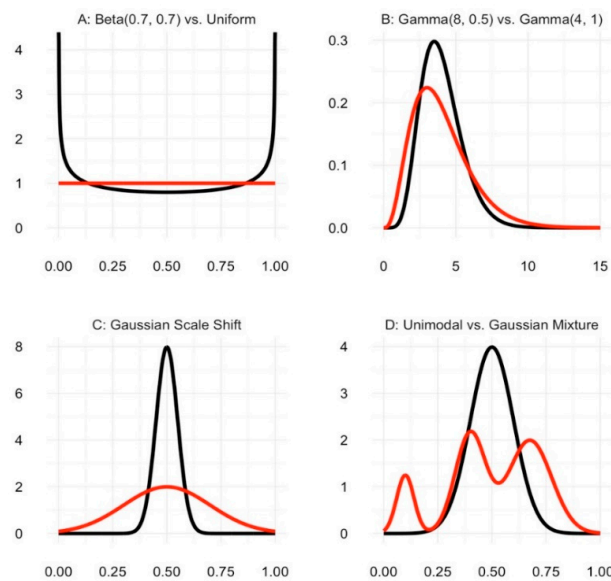 A: Beta(0.7, 0.7) vs. Uniform
4
3
2
1
0
0.00 0.25 0.50 0.75 1.00
B: Gamma(8, 0.5) vs. Gamma(4, 1)
0.3
0.2
0.1
0.0
0 5 10 15
C: Gaussian Scale Shift
8
6
4
2
0
0.00 0.25 0.50 0.75 1.00
D: Unimodal vs. Gaussian Mixture
4
3
2
1
0
0.00 0.25 0.50 0.75 1.00